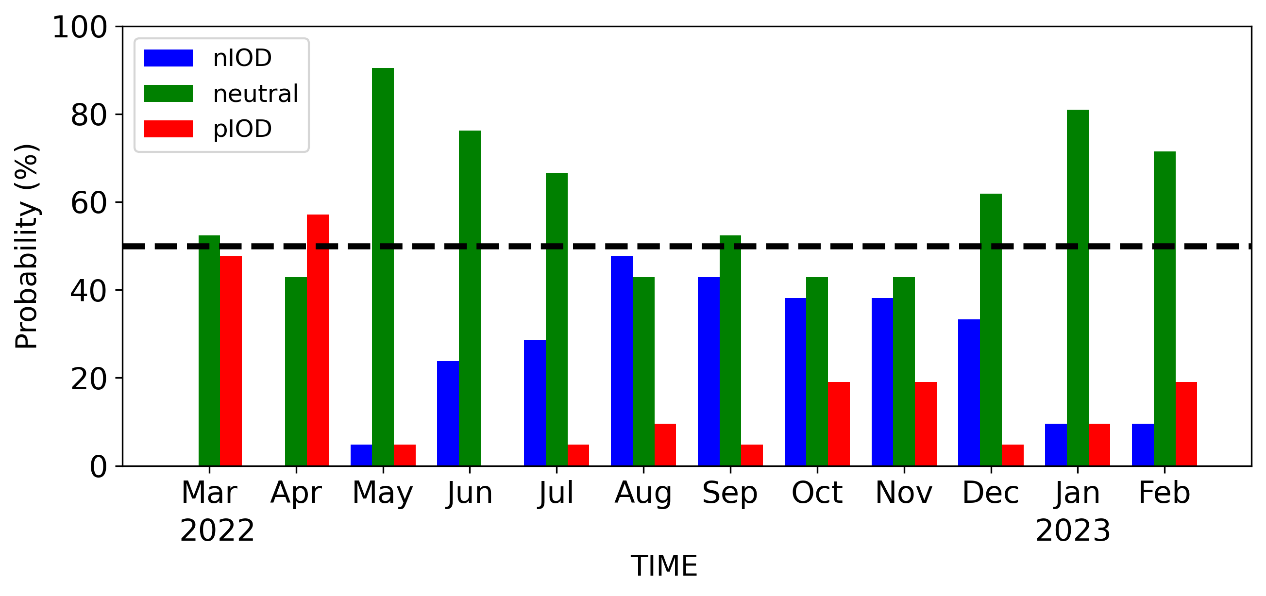 100
80
60
40
20
0
Probability (%)
nIOD
neutral
pIOD
Mar Apr May Jun Jul Aug Sep Oct Nov Dec Jan Feb
2022 2023
TIME